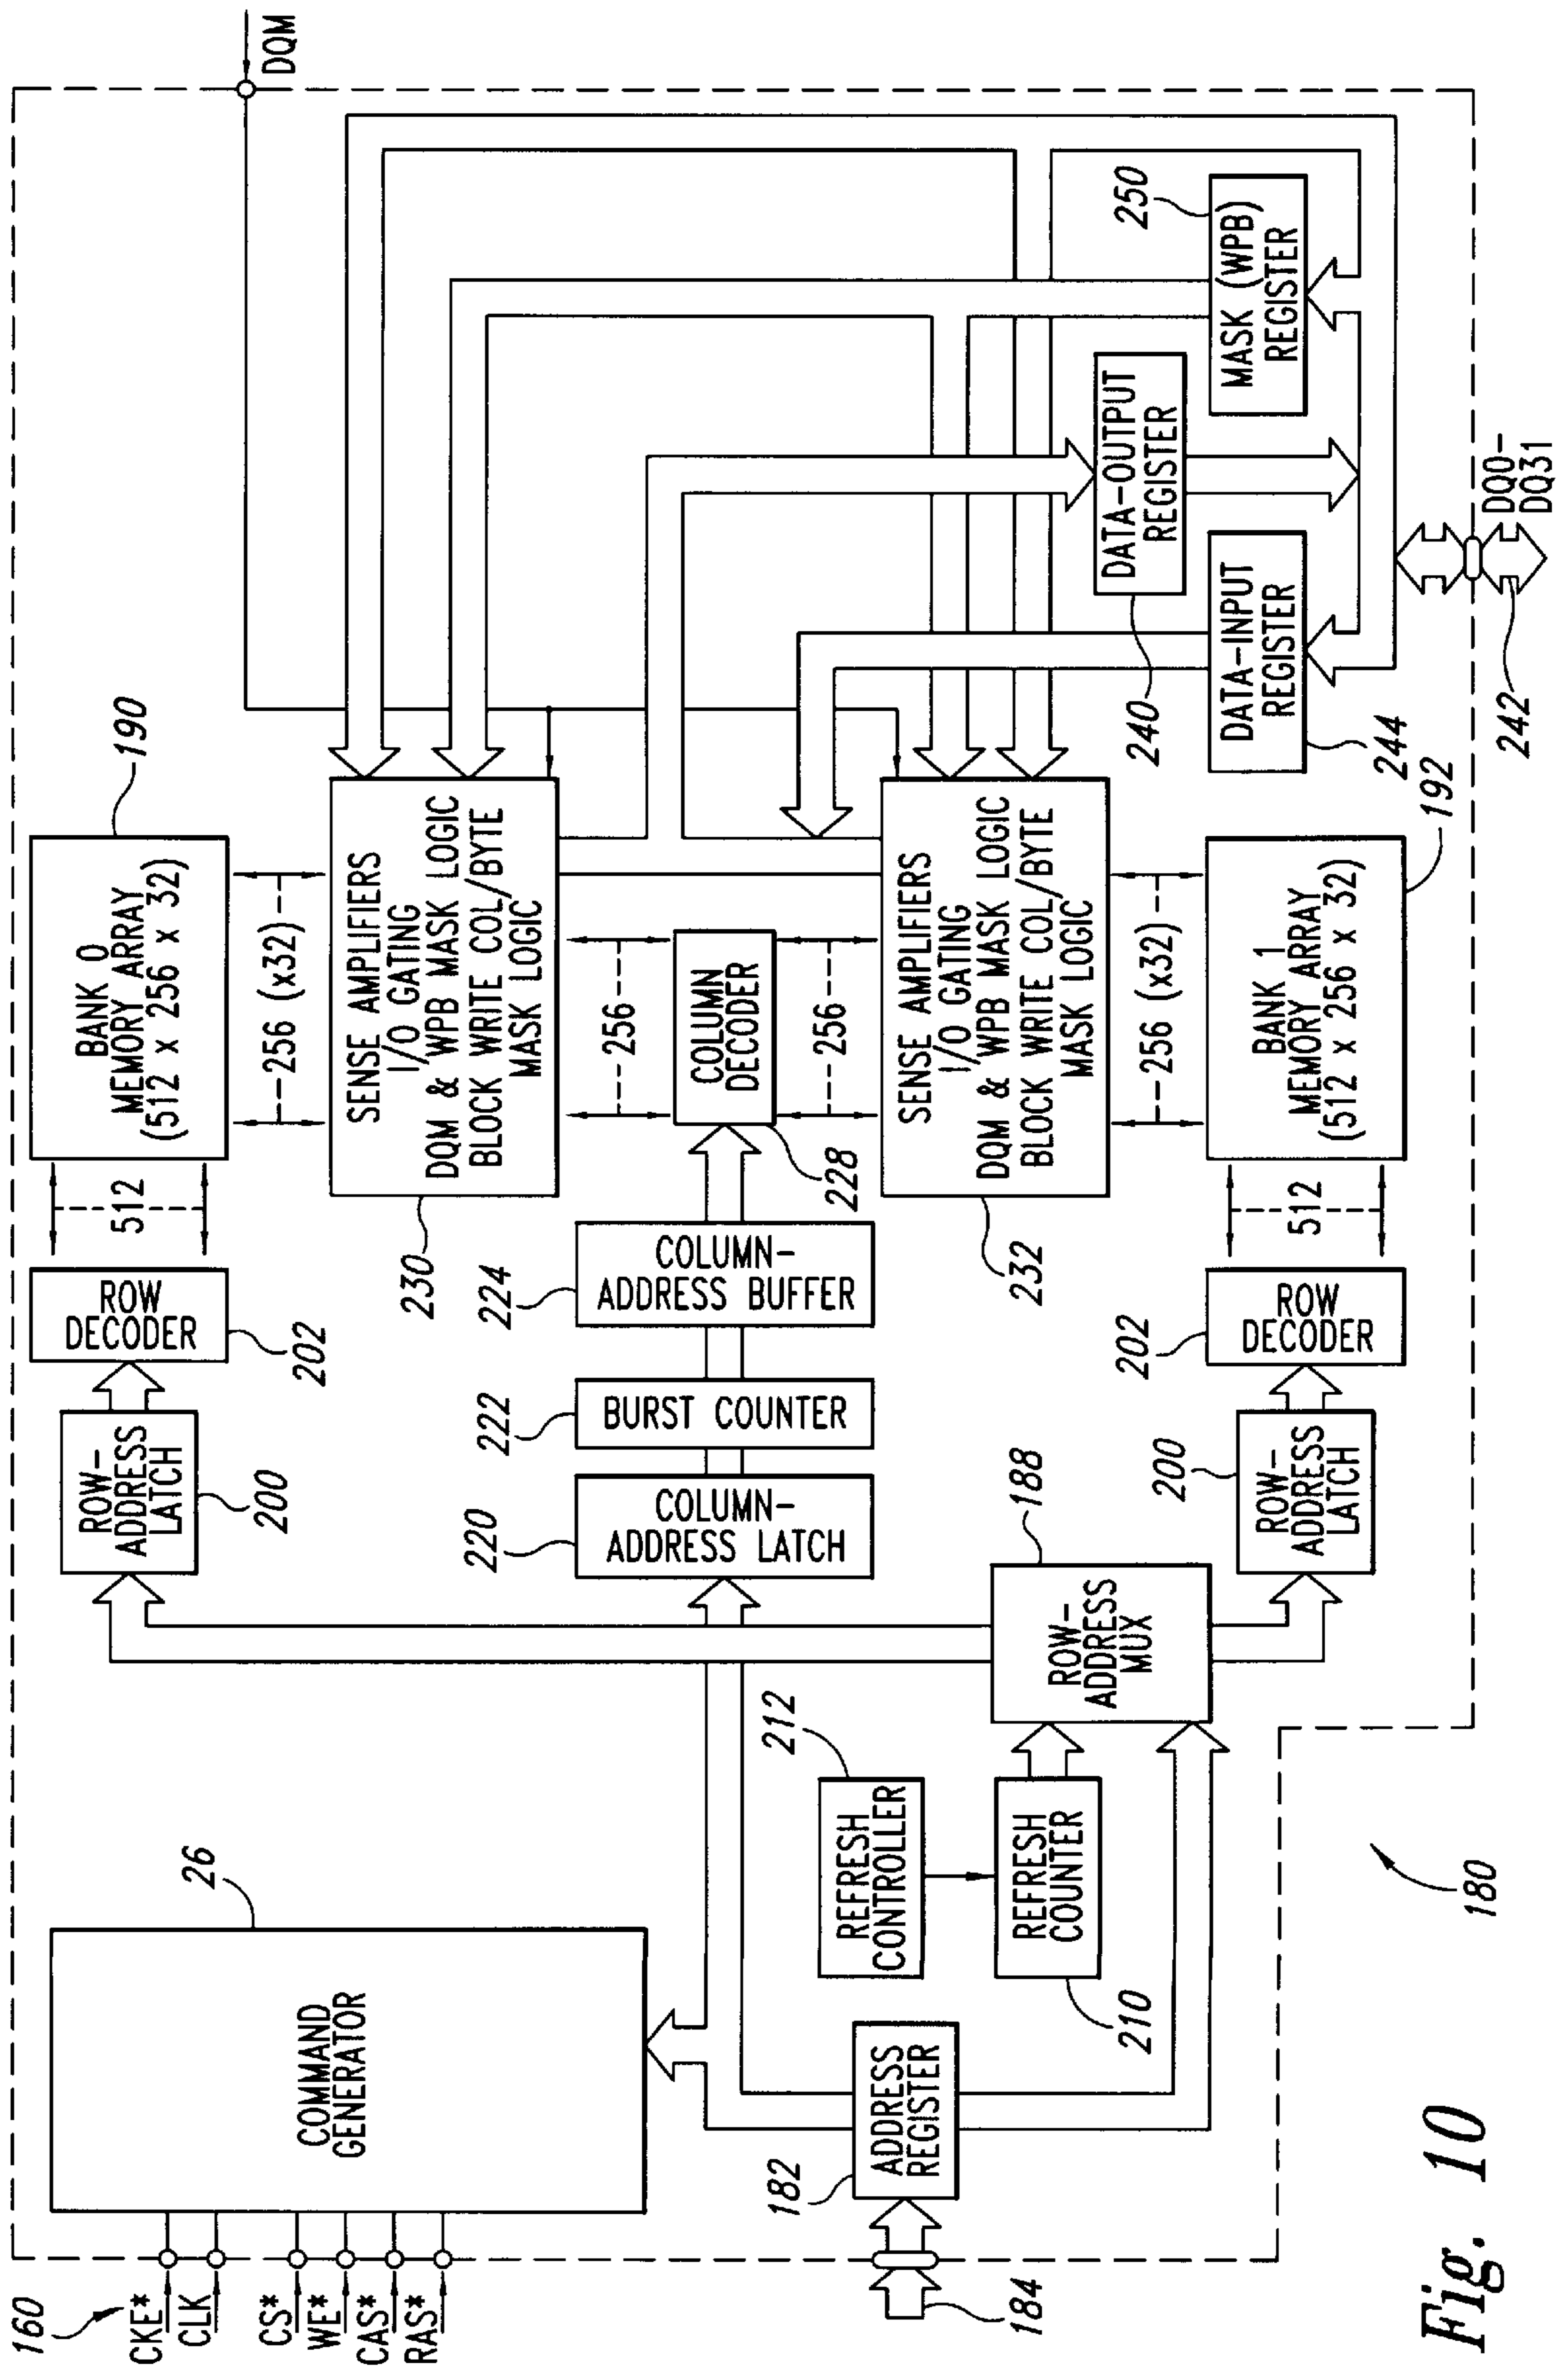 160
CKE*
CLK
CS*
WE*
CAS*
RAS*
184
COMMAND
GENERATOR
26
182
ADDRESS
REGISTER
REFRESH
CONTROLLER
212
REFRESH
COUNTER
210
ROW-
ADDRESS
MUX
188
ROW-
ADDRESS
LATCH
200
ROW
DECODER
202
512
BANK 0
MEMORY ARRAY
(512 x 256 x 32)
190
256 (x32)
SENSE AMPLIFIERS
I/O GATING
DQM & WPB MASK LOGIC
BLOCK WRITE COL/BYTE
MASK LOGIC
230
256
COLUMN-
ADDRESS LATCH
220
BURST COUNTER
222
COLUMN-
ADDRESS BUFFER
224
COLUMN
DECODER
228
256
SENSE AMPLIFIERS
I/O GATING
DQM & WPB MASK LOGIC
BLOCK WRITE COL/BYTE
MASK LOGIC
232
256 (x32)
ROW-
ADDRESS
LATCH
200
ROW
DECODER
202
512
BANK 1
MEMORY ARRAY
(512 x 256 x 32)
192
DATA-OUTPUT
REGISTER
240
DATA-INPUT
REGISTER
244
MASK (WPB)
REGISTER
250
DQM
DQ0-
DQ31
242
180
Fig. 10